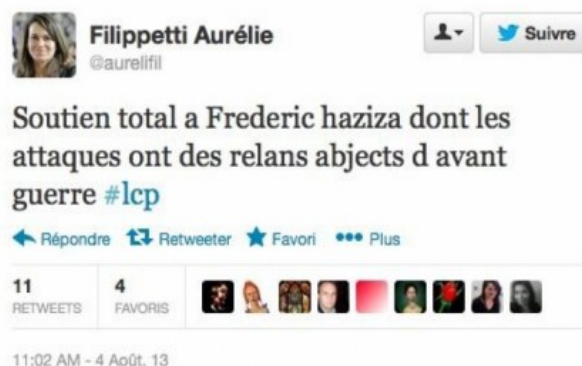 Filippetti Aurélie
@aurelifil
Suivre
Soutien total a Frederic haziza dont les
attaques ont des relans abjects d avant
guerre #lcp
Répondre Retweeter Favori Plus
11 4
RETWEETS FAVORIS
11:02 AM - 4 Août, 13